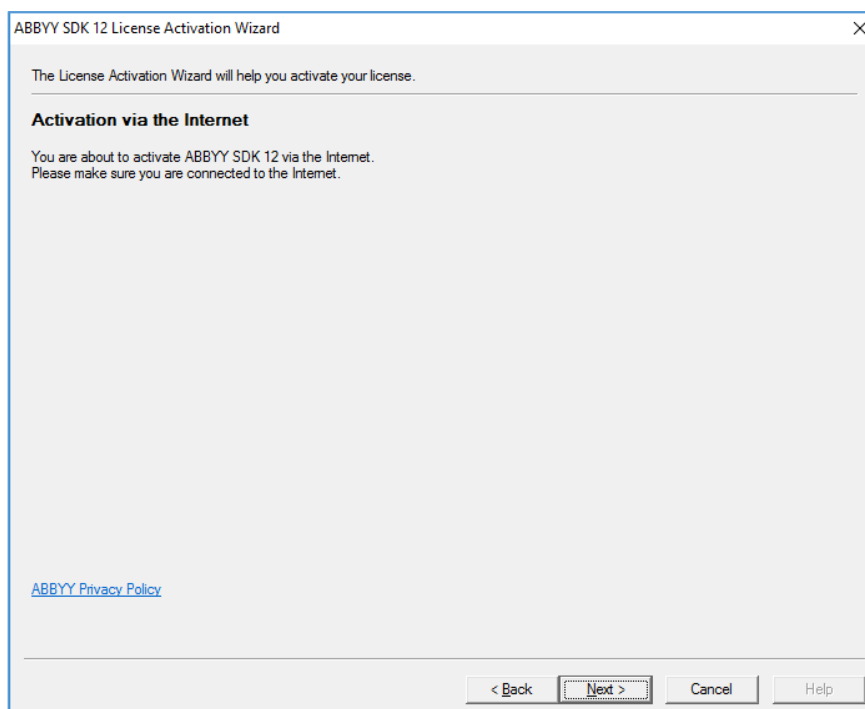 ABBYY SDK 12 License Activation Wizard
The License Activation Wizard will help you activate your license.
Activation via the Internet
You are about to activate ABBYY SDK 12 via the Internet.
Please make sure you are connected to the Internet.
ABBYY Privacy Policy
< Back Next > Cancel Help